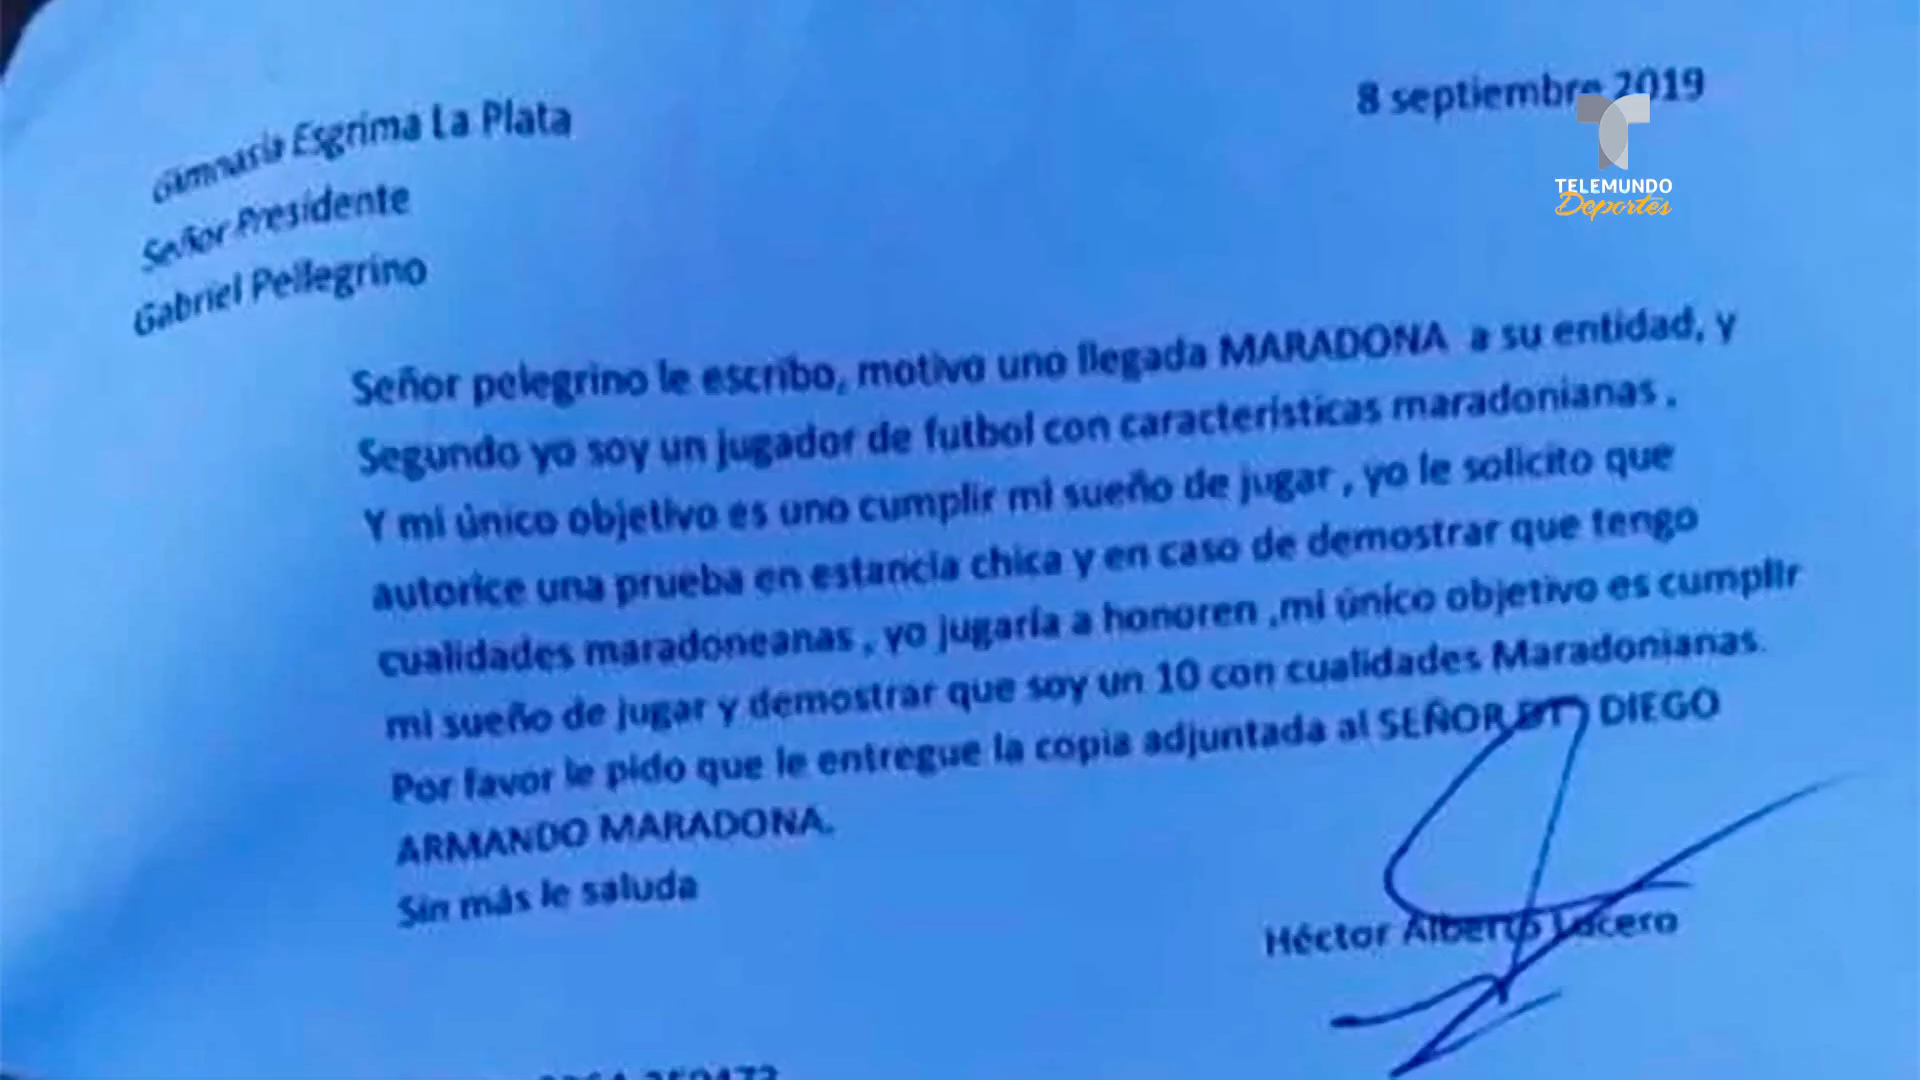 8 septiembre 2019
TELEMUNDO
Deportes
Gimnasia Esgrima La Plata
Señor Presidente
Gabriel Pellegrino
Señor pelegrino le escribo, motivo uno llegada MARADONA a su entidad, y
Segundo yo soy un jugador de futbol con características maradonianas ,
Y mi único objetivo es uno cumplir mi sueño de jugar , yo le solicito que
autorice una prueba en estancia chica y en caso de demostrar que tengo
cualidades maradoneanas , yo jugaría a honoren ,mi único objetivo es cumplir
mi sueño de jugar y demostrar que soy un 10 con cualidades Maradonianas.
Por favor le pido que le entregue la copia adjuntada al SEÑOR DT DIEGO
ARMANDO MARADONA.
Sin más le saluda
Héctor Alberto Lucero